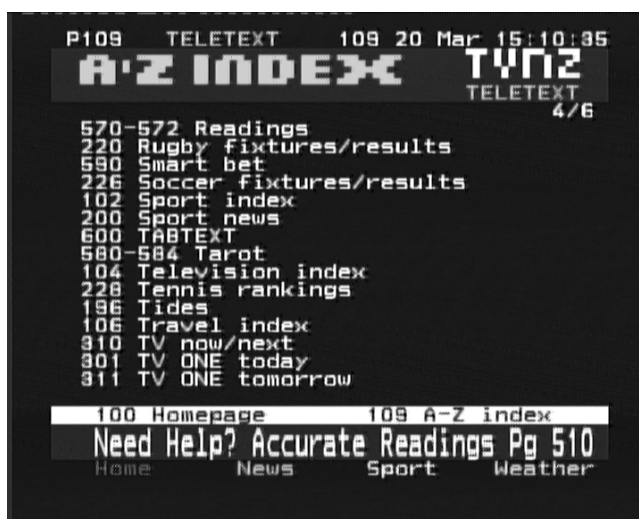 P109 TELETEXT 109 20 Mar 15:10:35
A-Z INDEX TVNZ
TELETEXT
4/6
570-572 Readings
220 Rugby fixtures/results
590 Smart bet
226 Soccer fixtures/results
102 Sport index
200 Sport news
600 TABTEXT
580-584 Tarot
104 Television index
228 Tennis rankings
196 Tides
106 Travel index
310 TV now/next
301 TV ONE today
311 TV ONE tomorrow
100 Homepage 109 A-Z index
Need Help? Accurate Readings Pg 510
Home News Sport Weather